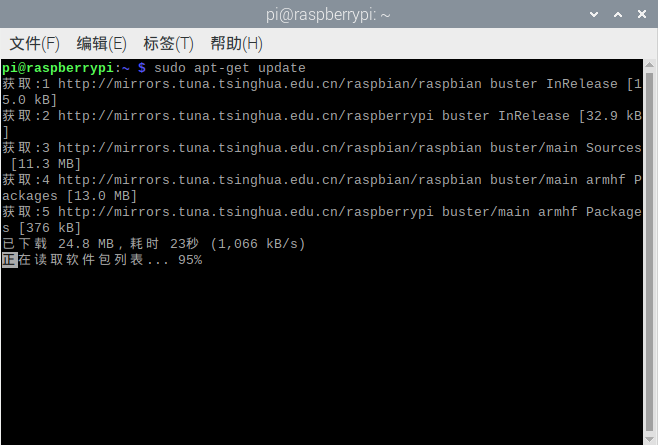 pi@raspberrypi: ~
文件(F) 编辑(E) 标签(T) 帮助(H)
pi@raspberrypi:~ $ sudo apt-get update
获取:1 http://mirrors.tuna.tsinghua.edu.cn/raspbian/raspbian buster InRelease [1
5.0 kB]
获取:2 http://mirrors.tuna.tsinghua.edu.cn/raspberrypi buster InRelease [32.9 kB
]
获取:3 http://mirrors.tuna.tsinghua.edu.cn/raspbian/raspbian buster/main Sources
 [11.3 MB]
获取:4 http://mirrors.tuna.tsinghua.edu.cn/raspbian/raspbian buster/main armhf P
ackages [13.0 MB]
获取:5 http://mirrors.tuna.tsinghua.edu.cn/raspberrypi buster/main armhf Package
s [376 kB]
已下载 24.8 MB，耗时 23秒 (1,066 kB/s)
正在读取软件包列表... 95%